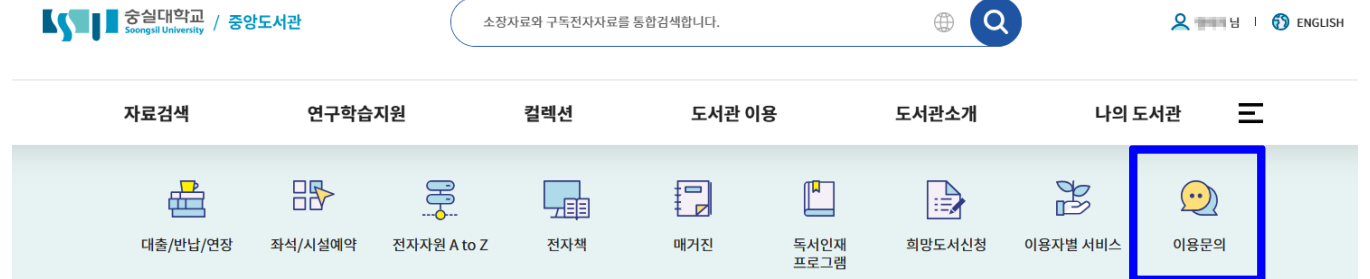 숭실대학교
Soongsil University
/ 중앙도서관
소장자료와 구독전자자료를 통합검색합니다.
님
ENGLISH
자료검색
연구학습지원
컬렉션
도서관 이용
도서관소개
나의 도서관
대출/반납/연장
좌석/시설예약
전자자원 A to Z
전자책
매거진
독서인재
프로그램
희망도서신청
이용자별 서비스
이용문의